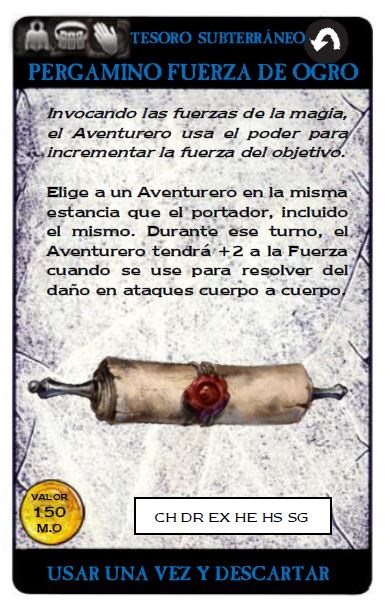 TESORO SUBTERRÁNEO
PERGAMINO FUERZA DE OGRO
Invocando las fuerzas de la magia,
el Aventurero usa el poder para
incrementar la fuerza del objetivo.
Elige a un Aventurero en la misma
estancia que el portador, incluido
el mismo. Durante ese turno, el
Aventurero tendrá +2 a la Fuerza
cuando se use para resolver del
daño en ataques cuerpo a cuerpo.
VALOR
150
M.O
CH DR EX HE HS SG
USAR UNA VEZ Y DESCARTAR